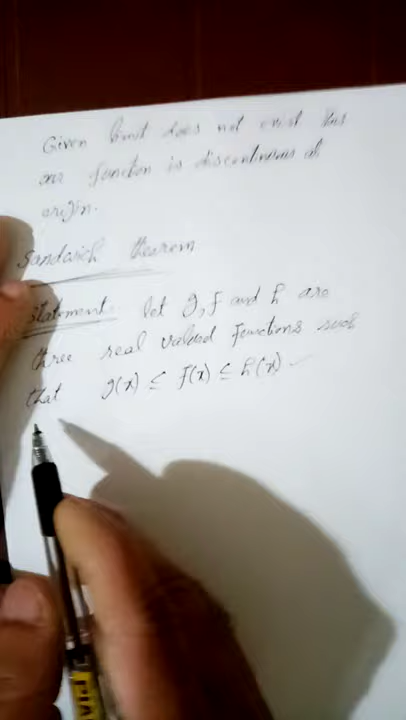 Given limit does not exist thus
our function is discontinuous at
origin.
Sandwich theorem
Statement: let g, f and h are
three real valued functions such
that g(x) ≤ f(x) ≤ h(x)